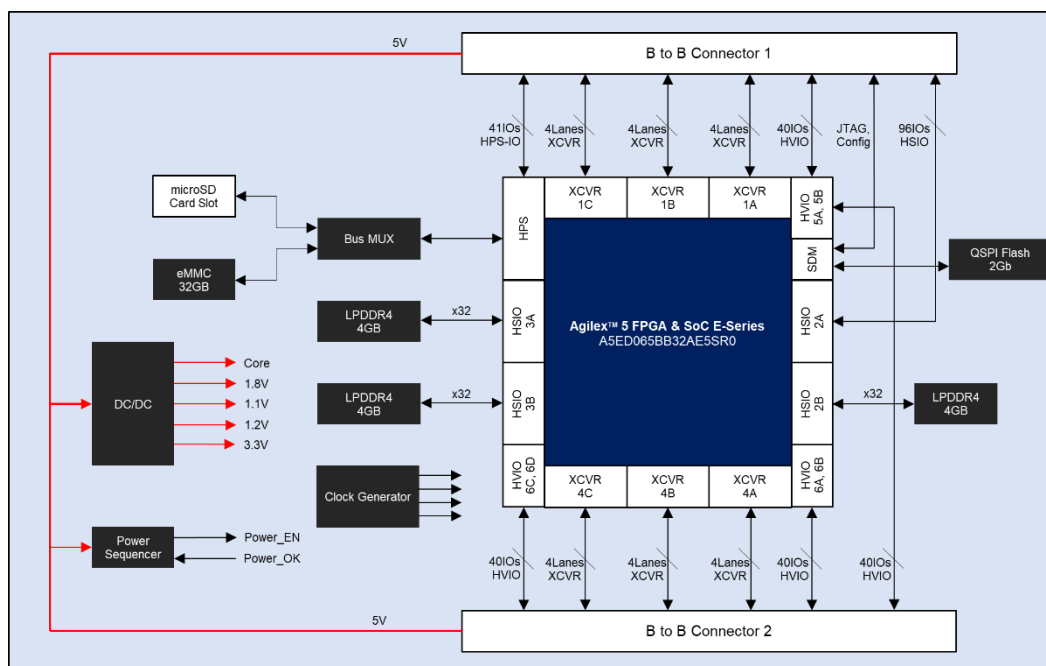 5V
B to B Connector 1
41IOs
HPS-IO
4Lanes
XCVR
4Lanes
XCVR
4Lanes
XCVR
40IOs
HVIO
JTAG,
Config
96IOs
HSIO
microSD
Card Slot
eMMC
32GB
Bus MUX
HPS
XCVR
1C
XCVR
1B
XCVR
1A
HVIO
5A, 5B
SDM
QSPI Flash
2Gb
LPDDR4
4GB
x32
HSIO
3A
Agilex™ 5 FPGA & SoC E-Series
A5ED065BB32AE5SR0
HSIO
2A
DC/DC
Core
1.8V
1.1V
1.2V
3.3V
LPDDR4
4GB
x32
HSIO
3B
HSIO
2B
x32
LPDDR4
4GB
Clock Generator
HVIO
6C, 6D
XCVR
4C
XCVR
4B
XCVR
4A
HVIO
6A, 6B
Power
Sequencer
Power_EN
Power_OK
40IOs
HVIO
4Lanes
XCVR
4Lanes
XCVR
4Lanes
XCVR
40IOs
HVIO
40IOs
HVIO
5V
B to B Connector 2